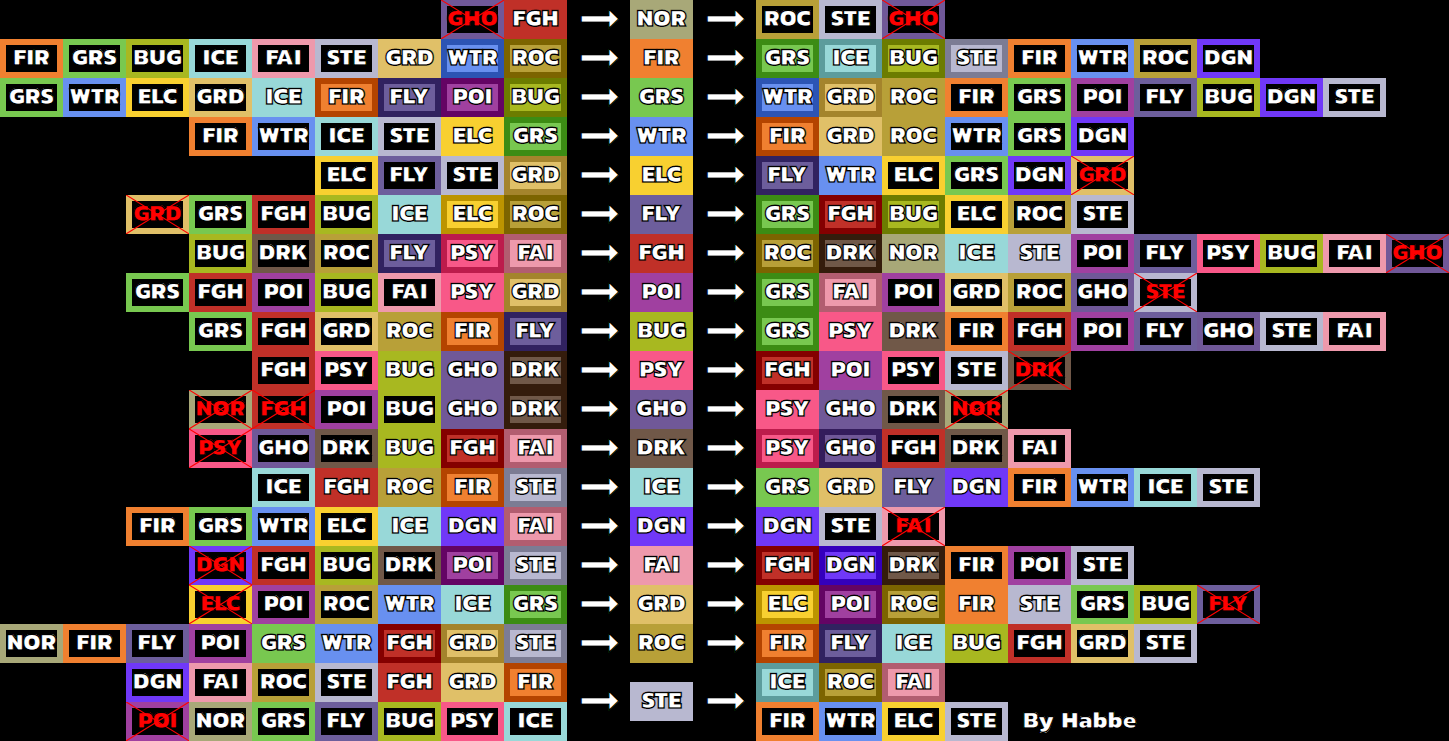 GHO FGH → NOR → ROC STE GHO
FIR GRS BUG ICE FAI STE GRD WTR ROC → FIR → GRS ICE BUG STE FIR WTR ROC DGN
GRS WTR ELC GRD ICE FIR FLY POI BUG → GRS → WTR GRD ROC FIR GRS POI FLY BUG DGN STE
FIR WTR ICE STE ELC GRS → WTR → FIR GRD ROC WTR GRS DGN
ELC FLY STE GRD → ELC → FLY WTR ELC GRS DGN GRD
GRD GRS FGH BUG ICE ELC ROC → FLY → GRS FGH BUG ELC ROC STE
BUG DRK ROC FLY PSY FAI → FGH → ROC DRK NOR ICE STE POI FLY PSY BUG FAI GHO
GRS FGH POI BUG FAI PSY GRD → POI → GRS FAI POI GRD ROC GHO STE
GRS FGH GRD ROC FIR FLY → BUG → GRS PSY DRK FIR FGH POI FLY GHO STE FAI
FGH PSY BUG GHO DRK → PSY → FGH POI PSY STE DRK
NOR FGH POI BUG GHO DRK → GHO → PSY GHO DRK NOR
PSY GHO DRK BUG FGH FAI → DRK → PSY GHO FGH DRK FAI
ICE FGH ROC FIR STE → ICE → GRS GRD FLY DGN FIR WTR ICE STE
FIR GRS WTR ELC ICE DGN FAI → DGN → DGN STE FAI
DGN FGH BUG DRK POI STE → FAI → FGH DGN DRK FIR POI STE
ELC POI ROC WTR ICE GRS → GRD → ELC POI ROC FIR STE GRS BUG FLY
NOR FIR FLY POI GRS WTR FGH GRD STE → ROC → FIR FLY ICE BUG FGH GRD STE
DGN FAI ROC STE FGH GRD FIR → STE → ICE ROC FAI
POI NOR GRS FLY BUG PSY ICE FIR WTR ELC STE By Habbe